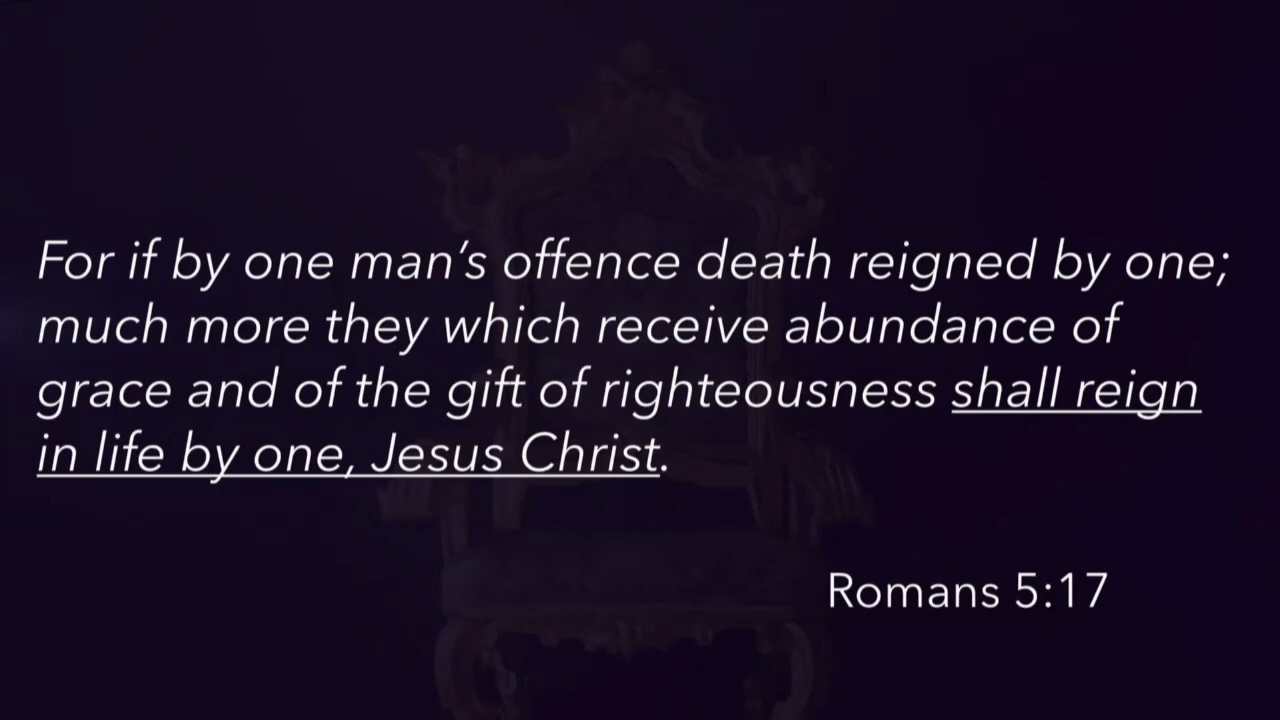 For if by one man’s offence death reigned by one;
much more they which receive abundance of
grace and of the gift of righteousness shall reign
in life by one, Jesus Christ.
Romans 5:17